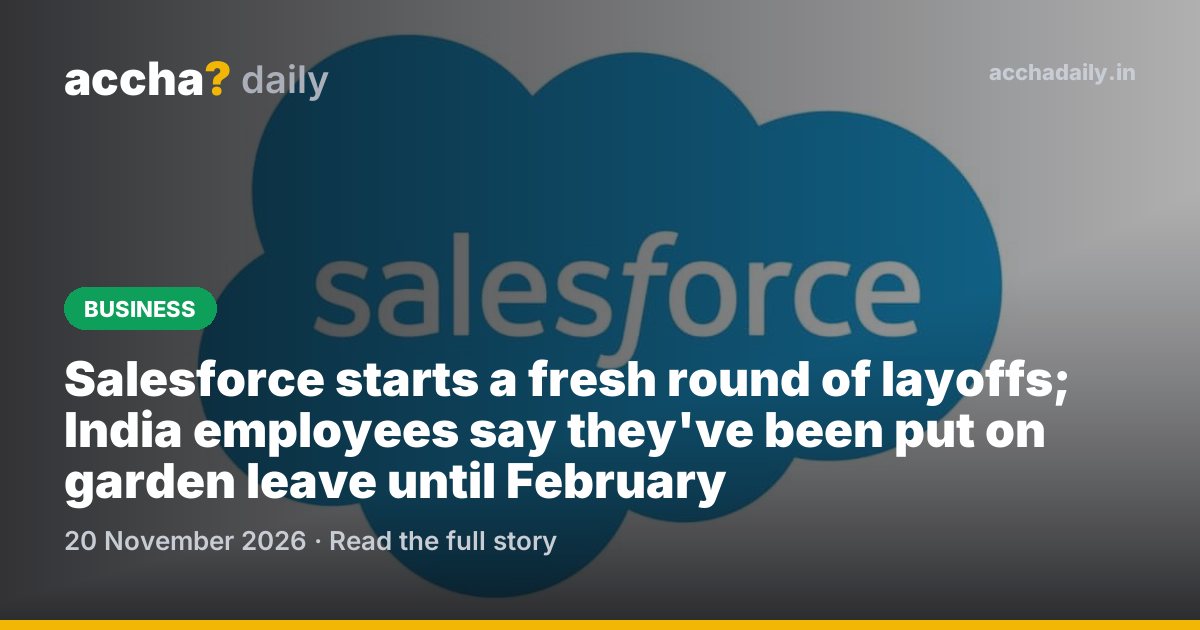 accha? daily
acchadaily.in
salesforce
BUSINESS
Salesforce starts a fresh round of layoffs;
India employees say they've been put on
garden leave until February
20 November 2026 · Read the full story